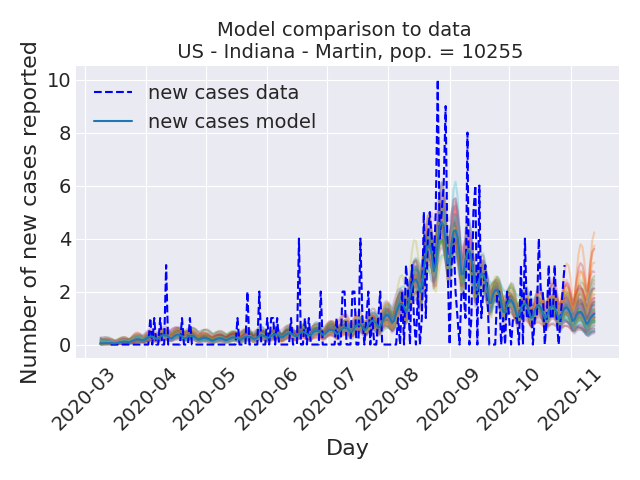 Model comparison to data
US - Indiana - Martin, pop. = 10255
Number of new cases reported
10
8
6
4
2
0
new cases data
new cases model
2020-03
2020-04
2020-05
2020-06
2020-07
2020-08
2020-09
2020-10
2020-11
Day